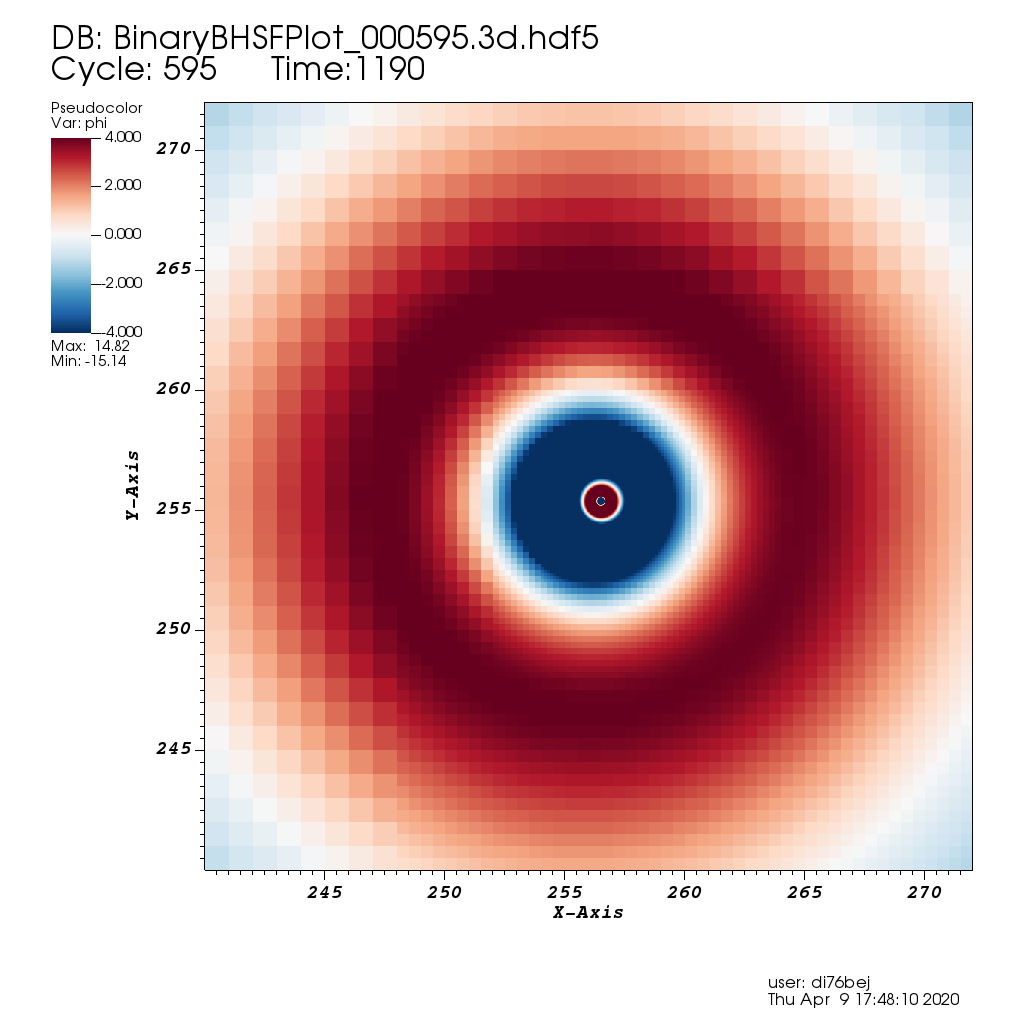 DB: BinaryBHSFPlot_000595.3d.hdf5
Cycle: 595 Time:1190
Pseudocolor
Var: phi
4.000
2.000
0.000
-2.000
-4.000
Max: 14.82
Min: -15.14
270
265
260
255
250
245
Y-Axis
245 250 255 260 265 270
X-Axis
user: di76bej
Thu Apr 9 17:48:10 2020